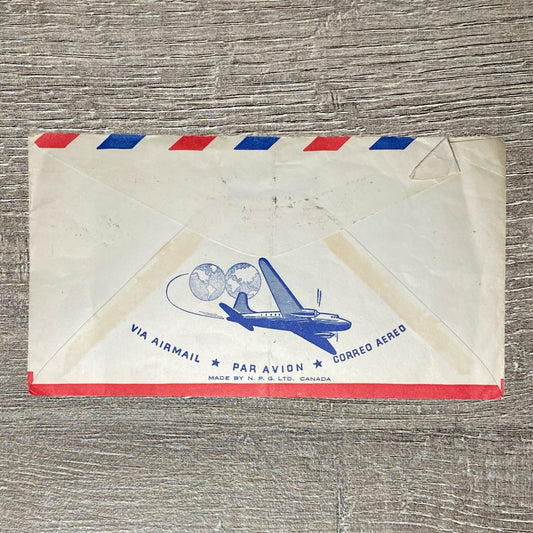 VIA AIRMAIL ★ PAR AVION ★ CORREO AEREO
MADE BY N. P. G. LTD. CANADA